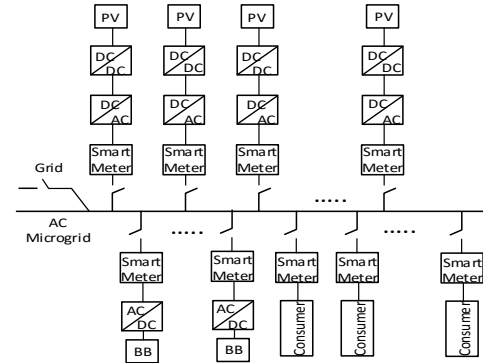 PV PV PV PV
DC DC DC DC
DC DC DC DC
DC DC DC DC
AC AC AC AC
Smart Smart Smart Smart
Meter Meter Meter Meter
Grid
.....
AC
Microgrid
..... .....
Smart Smart Smart Smart Smart
Meter Meter Meter Meter Meter
AC AC
DC DC
Consumer Consumer Consumer
BB BB